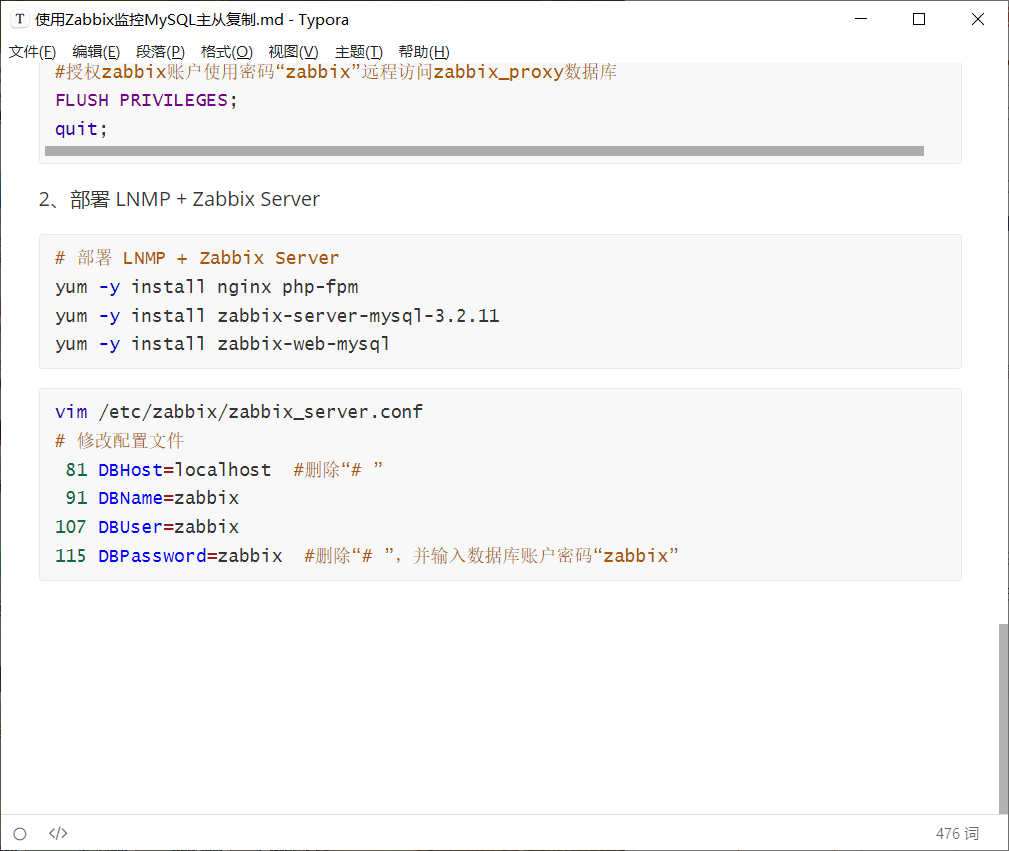 T 使用Zabbix监控MySQL主从复制.md - Typora
文件(F) 编辑(E) 段落(P) 格式(O) 视图(V) 主题(T) 帮助(H)
#授权zabbix账户使用密码“zabbix”远程访问zabbix_proxy数据库
FLUSH PRIVILEGES;
quit;
2、部署 LNMP + Zabbix Server
# 部署 LNMP + Zabbix Server
yum -y install nginx php-fpm
yum -y install zabbix-server-mysql-3.2.11
yum -y install zabbix-web-mysql
vim /etc/zabbix/zabbix_server.conf
# 修改配置文件
81 DBHost=localhost  #删除“# ”
91 DBName=zabbix
107 DBUser=zabbix
115 DBPassword=zabbix  #删除“# ”，并输入数据库账户密码“zabbix”
</> 476 词